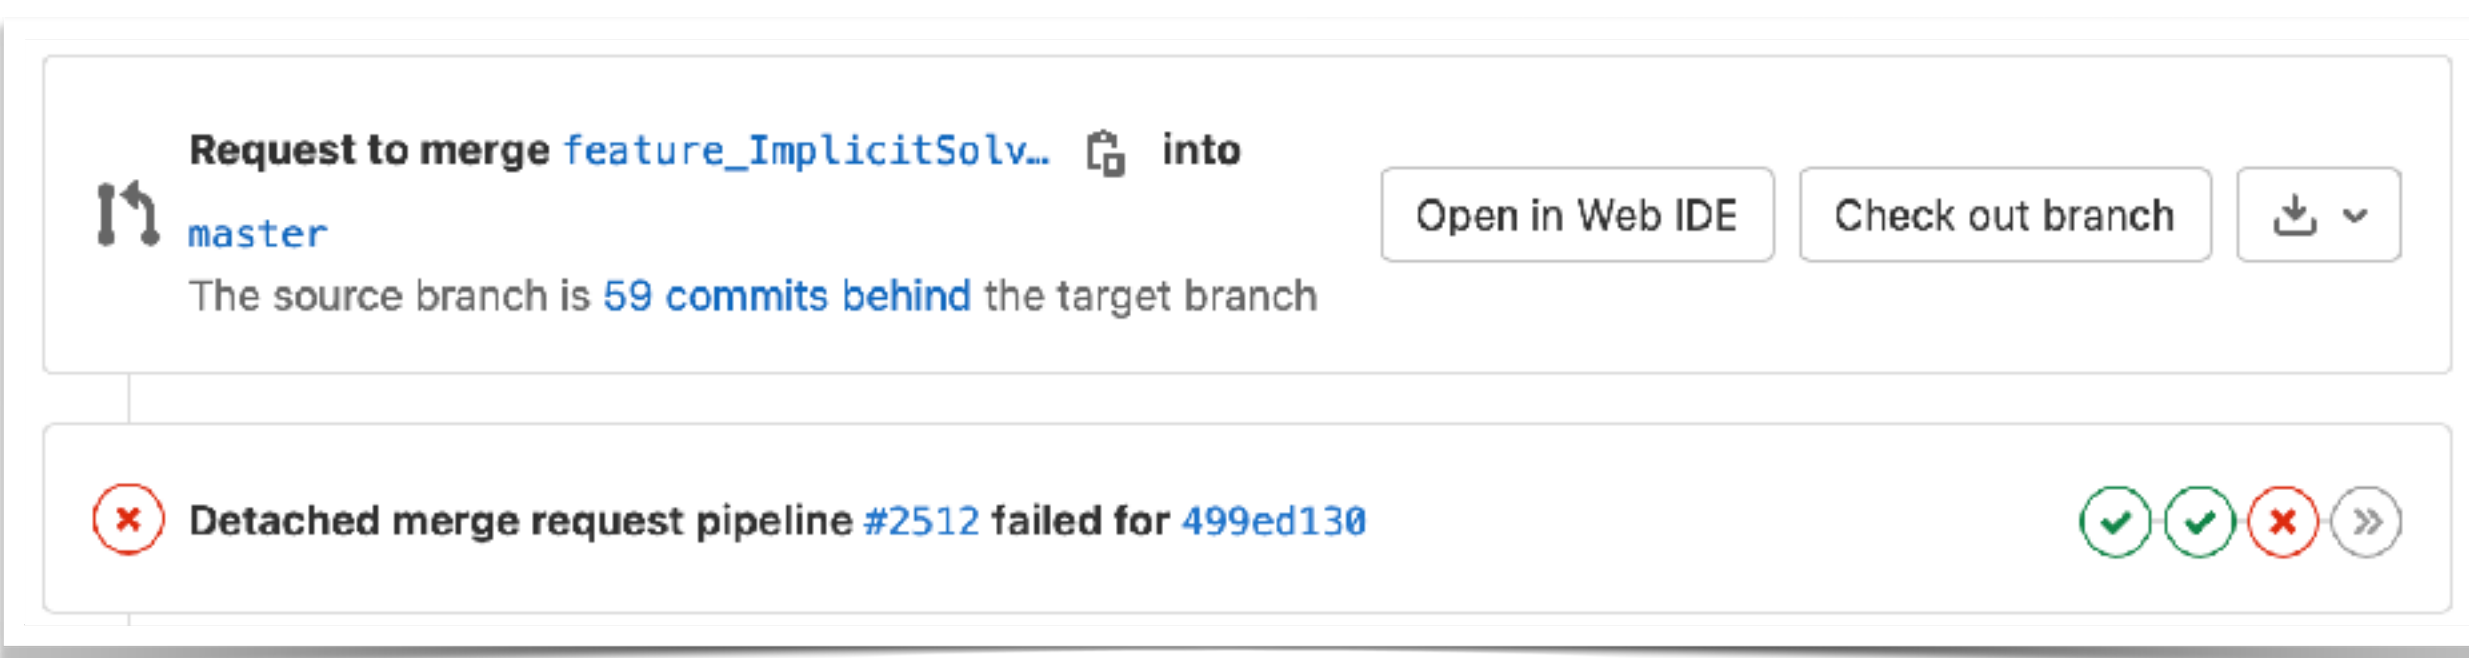 Request to merge feature_ImplicitSolv… into
master
The source branch is 59 commits behind the target branch
Open in Web IDE
Check out branch
Detached merge request pipeline #2512 failed for 499ed130